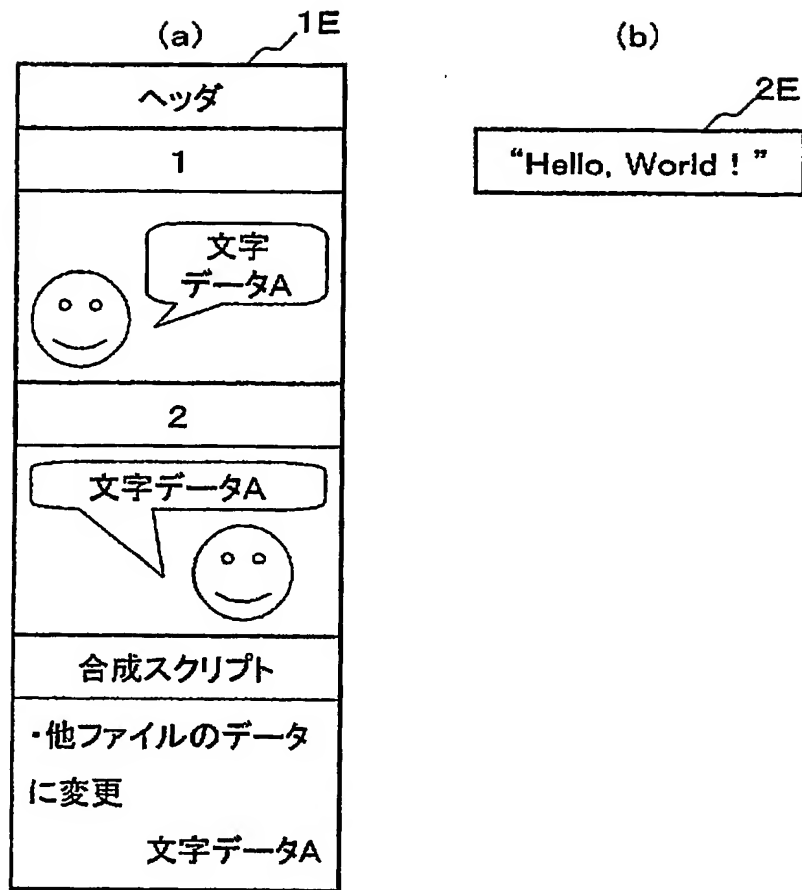 (a)
1E
ヘッダ
1
文字
データA
2
文字データA
合成スクリプト
・他ファイルのデータ
に変更
文字データA
(b)
2E
“Hello, World！”